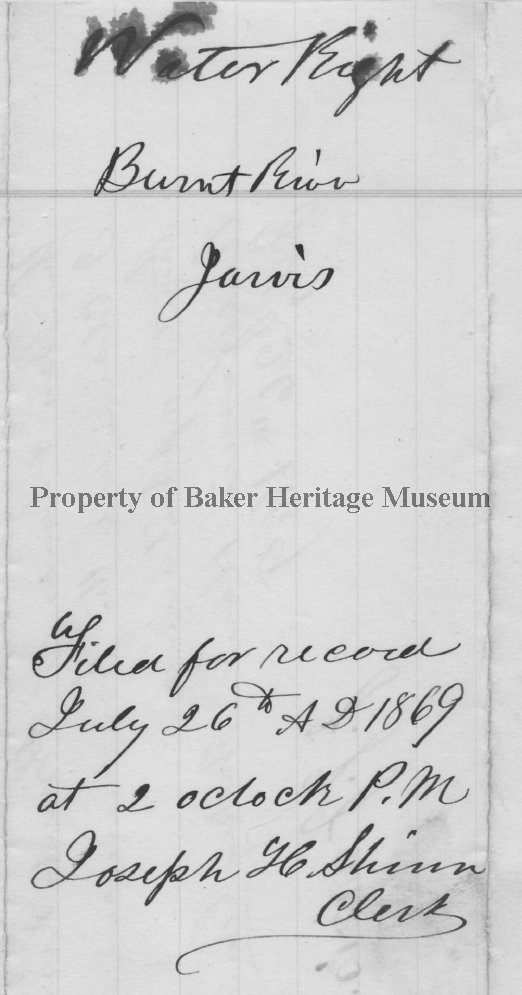 Water Right
Burnt River
Jarvis
Property of Baker Heritage Museum
Filed for record
July 26th A D 1869
at 2 oclock P. M
Joseph H. Shinn
Clerk